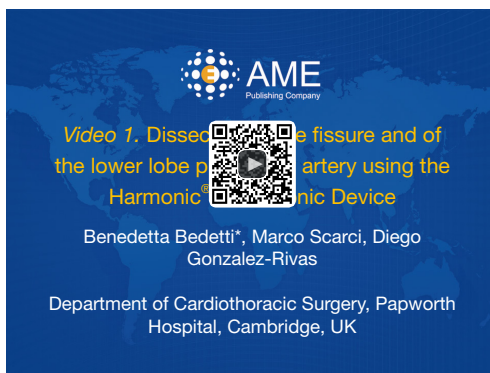 AME
Publishing Company
Video 1. Dissec e fissure and of
the lower lobe p artery using the
Harmonic® nic Device
Benedetta Bedetti*, Marco Scarci, Diego
Gonzalez-Rivas
Department of Cardiothoracic Surgery, Papworth
Hospital, Cambridge, UK